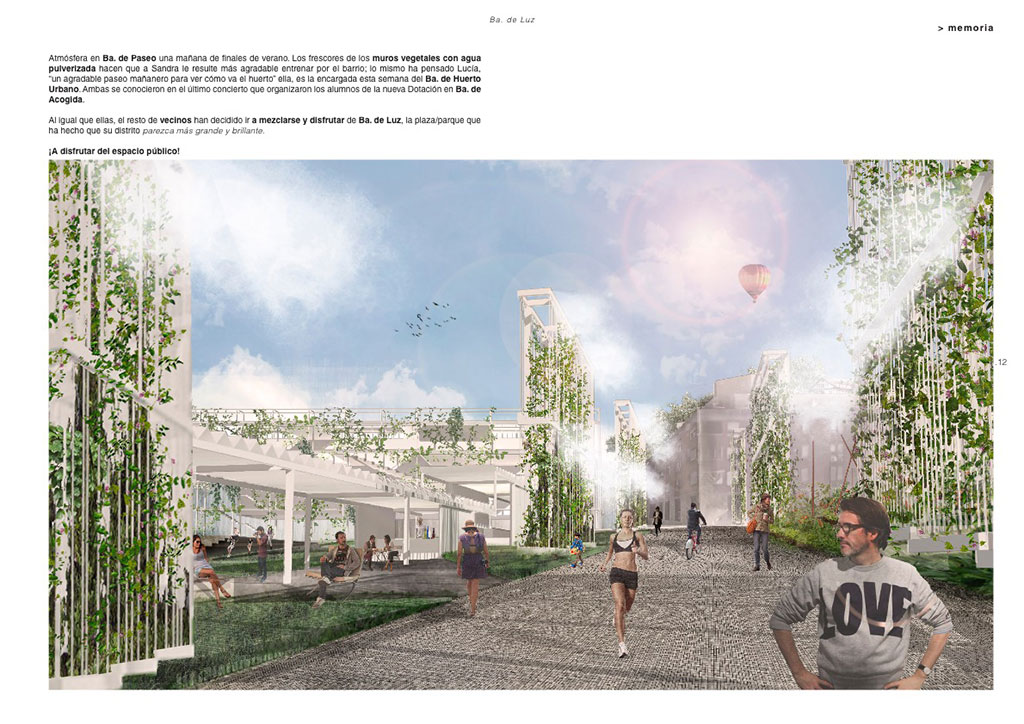 Ba. de Luz
> memoria
Atmósfera en Ba. de Paseo una mañana de finales de verano. Los frescores de los muros vegetales con agua
pulverizada hacen que a Sandra le resulte más agradable entrenar por el barrio; lo mismo ha pensado Lucía,
“un agradable paseo mañanero para ver cómo va el huerto” ella, es la encargada esta semana del Ba. de Huerto
Urbano. Ambas se conocieron en el último concierto que organizaron los alumnos de la nueva Dotación en Ba. de
Acogida.
Al igual que ellas, el resto de vecinos han decidido ir a mezclarse y disfrutar de Ba. de Luz, la plaza/parque que
ha hecho que su distrito parezca más grande y brillante.
¡A disfrutar del espacio público!
.12
LOVE